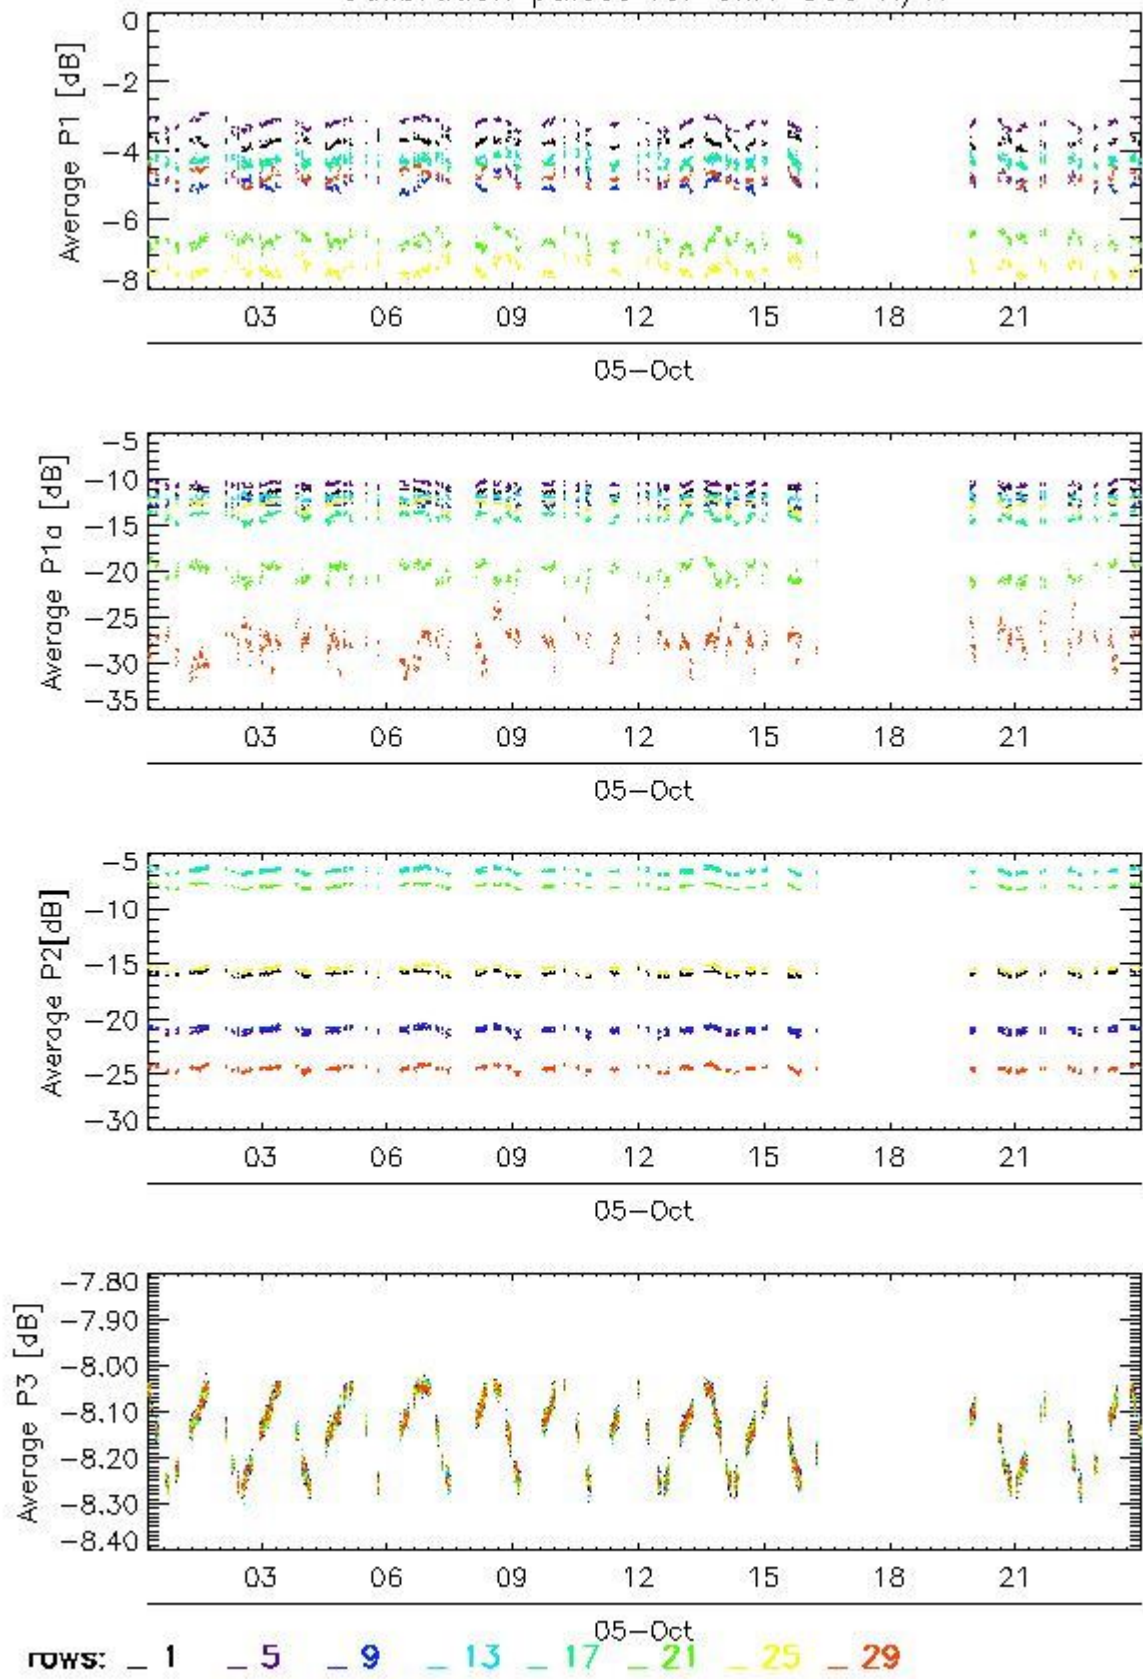 0
-2
-4
-6
-8
Average P1 [dB]
03 06 09 12 15 18 21
05-Oct
-5
-10
-15
-20
-25
-30
-35
Average P1a [dB]
03 06 09 12 15 18 21
05-Oct
-5
-10
-15
-20
-25
-30
Average P2[dB]
03 06 09 12 15 18 21
05-Oct
-7.80
-7.90
-8.00
-8.10
-8.20
-8.30
-8.40
Average P3 [dB]
03 06 09 12 15 18 21
05-Oct
rows: _ 1 _ 5 _ 9 _ 13 _ 17 _ 21 _ 25 _ 29